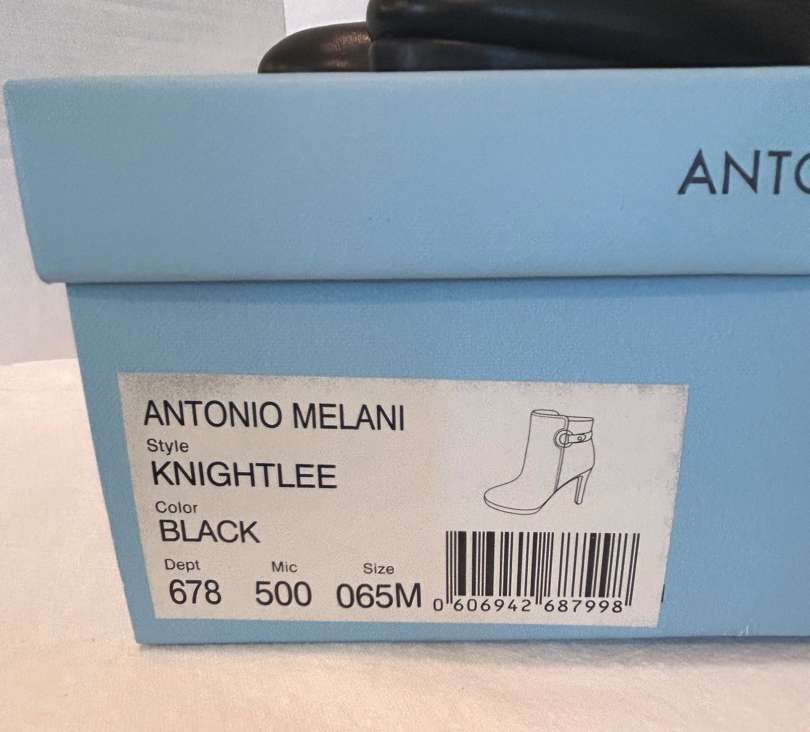 ANTO
ANTONIO MELANI
Style
KNIGHTLEE
Color
BLACK
Dept Mic Size
678 500 065M
0 606942 687998